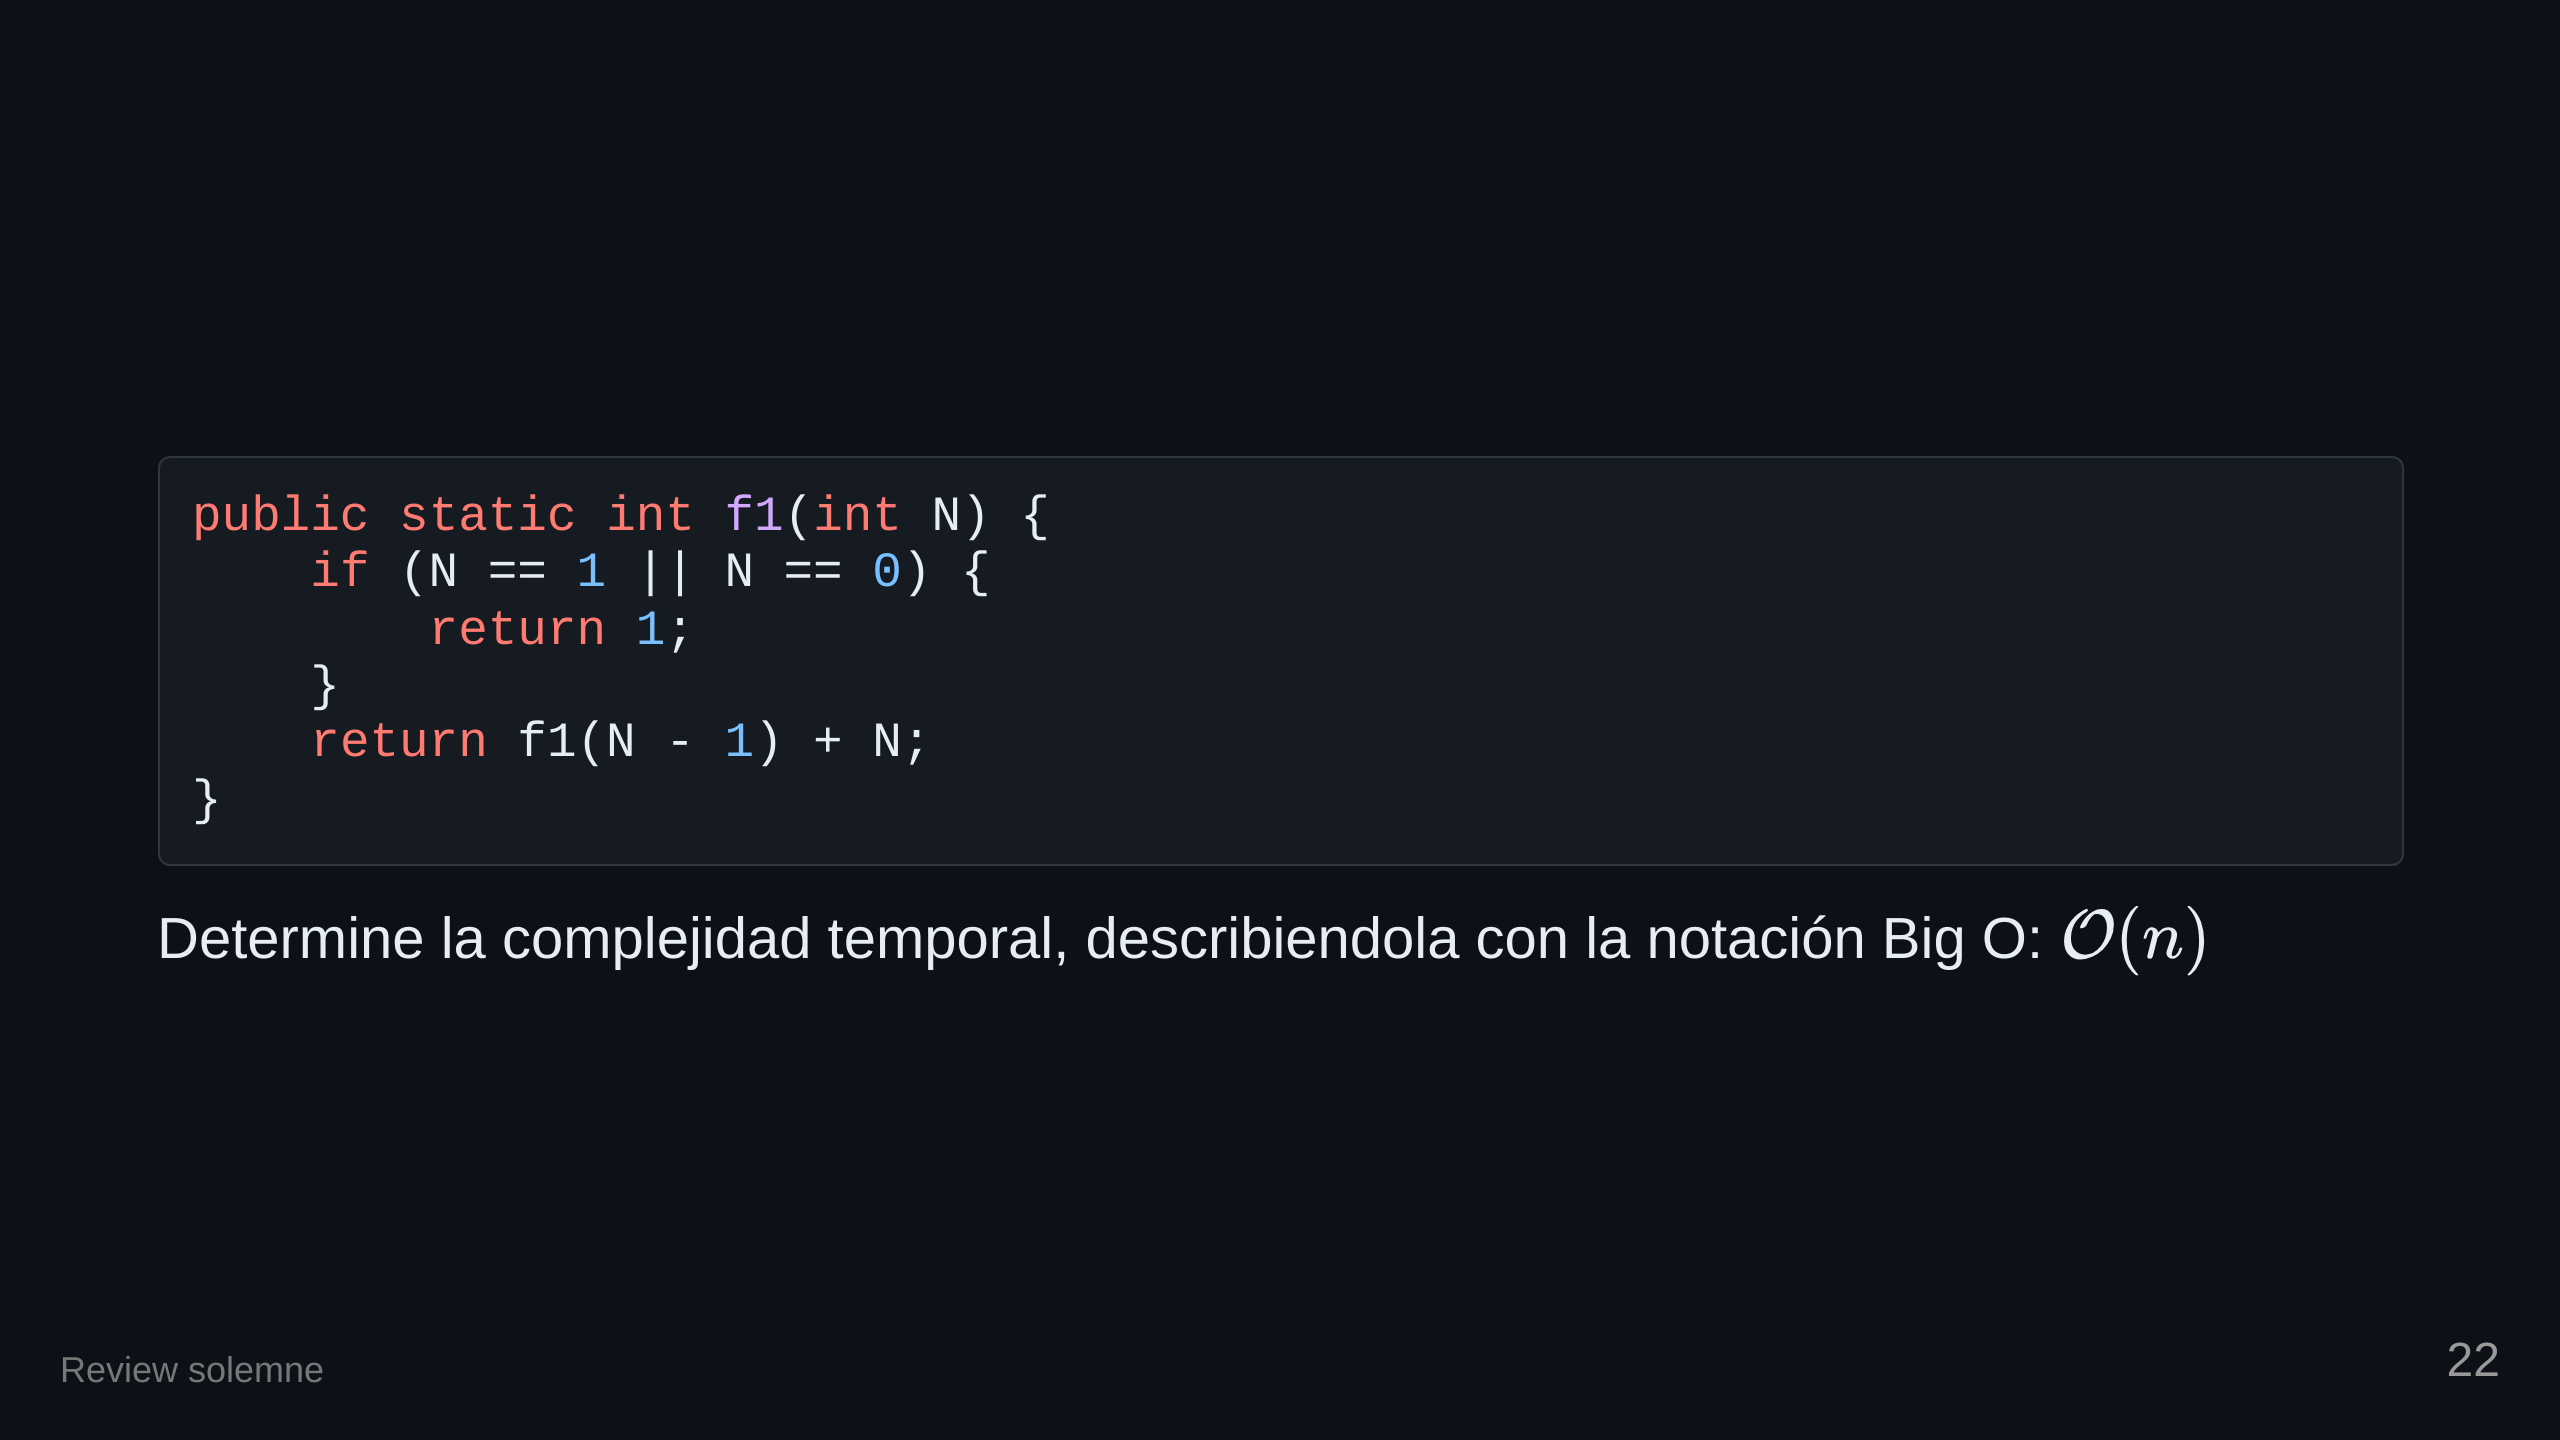 public static int f1(int N) {
    if (N == 1 || N == 0) {
        return 1;
    }
    return f1(N - 1) + N;
}
Determine la complejidad temporal, describiendola con la notación Big O: 𝒪(n)
Review solemne
22